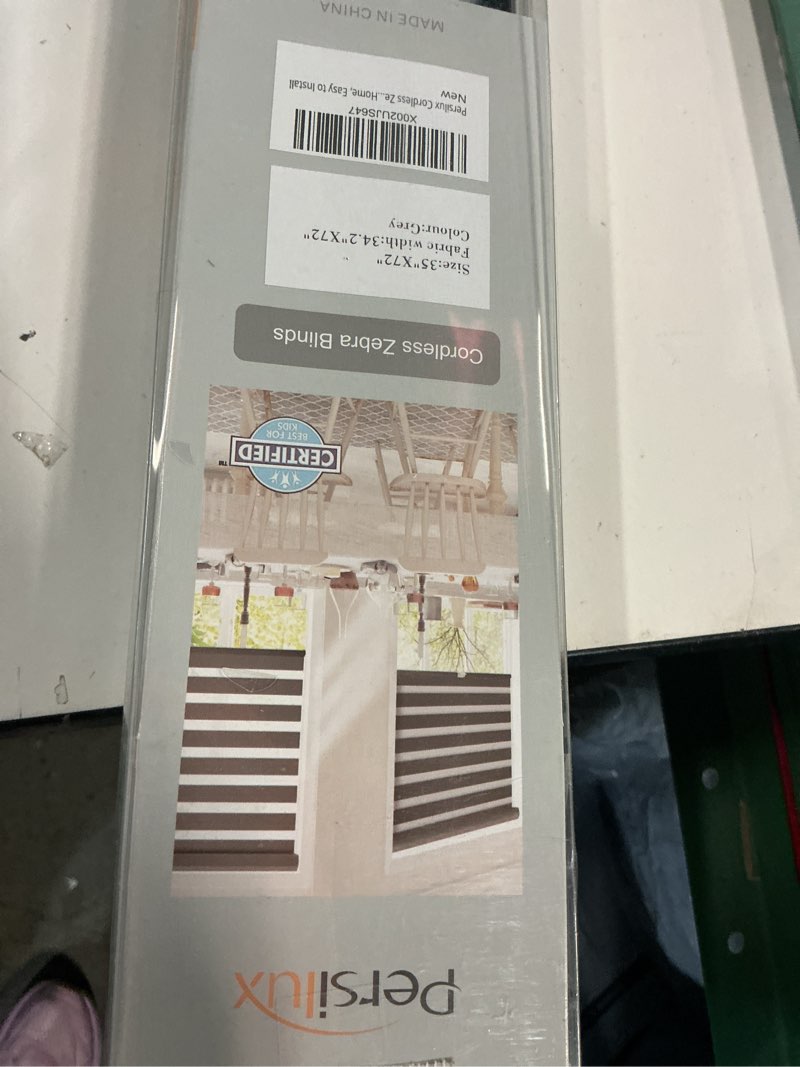 Persilux
CERTIFIED™
BEST FOR
KIDS
Cordless Zebra Blinds
Size:35"X72"
Fabric width:34.2"X72"
Colour:Grey
X002UJS647
Persilux Cordless Ze...Home, Easy to Install
New
MADE IN CHINA